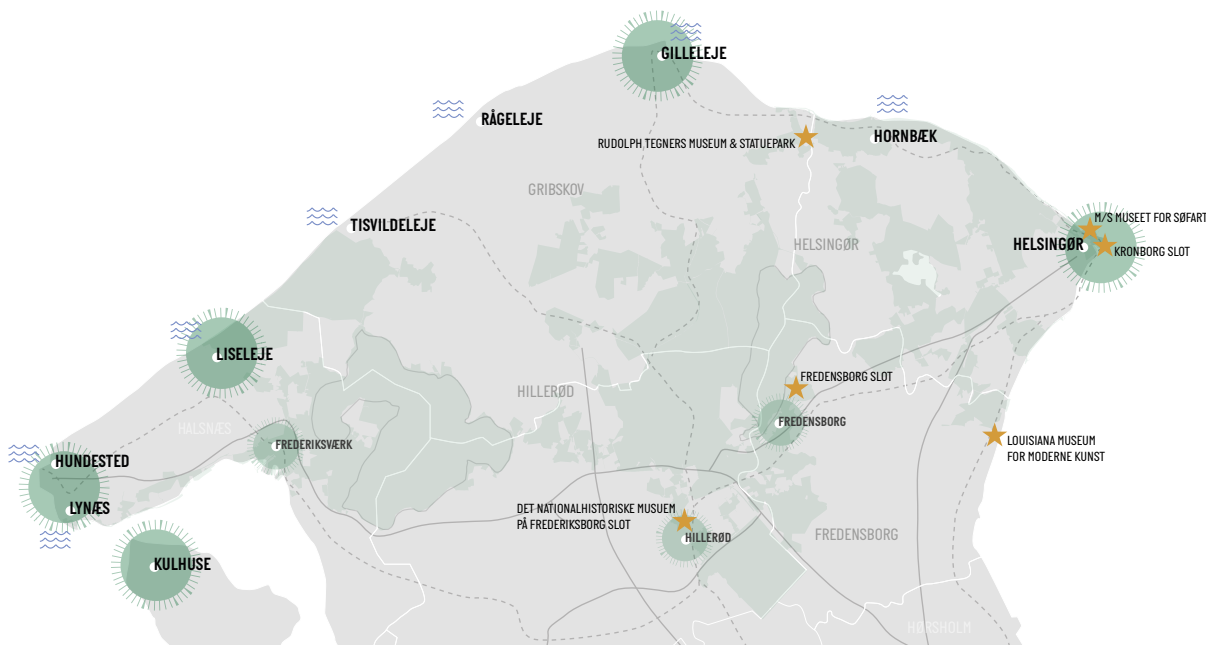 GILLELEJE
RÅGELEJE
HORNBÆK
RUDOLPH TEGNERS MUSEUM & STATUEPARK
GRIBSKOV
TISVILDELEJE
M/S MUSEET FOR SØFART
HELSINGØR
HELSINGØR
KRONBORG SLOT
LISELEJE
FREDENSBORG SLOT
HILLERØD
HALSNÆS
FREDENSBORG
FREDERIKSVÆRK
LOUISIANA MUSEUM
FOR MODERNE KUNST
HUNDESTED
LYNÆS
DET NATIONALHISTORISKE MUSUEM
PÅ FREDERIKSBORG SLOT
HILLERØD
FREDENSBORG
KULHUSE
HØRSHOLM